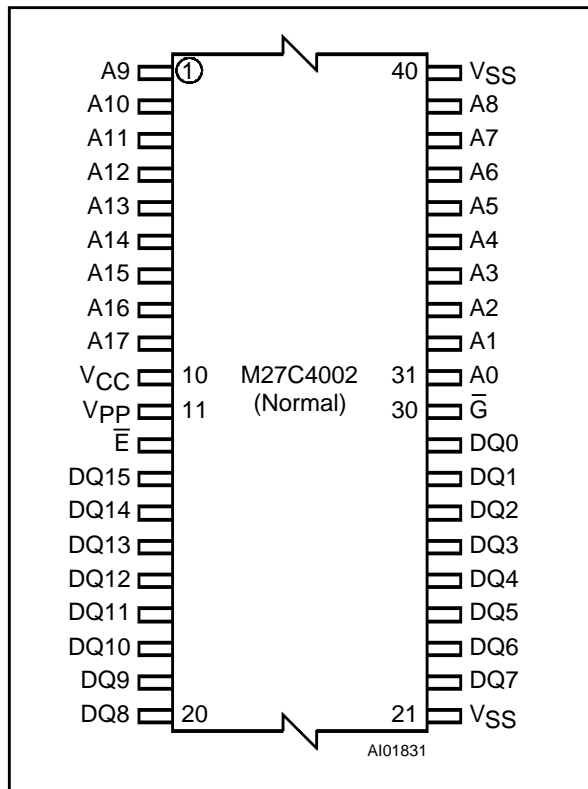 A9 1 40 VSS
A10 A8
A11 A7
A12 A6
A13 A5
A14 A4
A15 A3
A16 A2
A17 A1
VCC 10 M27C4002 31 A0
VPP 11 (Normal) 30 G̅
E̅ DQ0
DQ15 DQ1
DQ14 DQ2
DQ13 DQ3
DQ12 DQ4
DQ11 DQ5
DQ10 DQ6
DQ9 DQ7
DQ8 20 21 VSS
AI01831